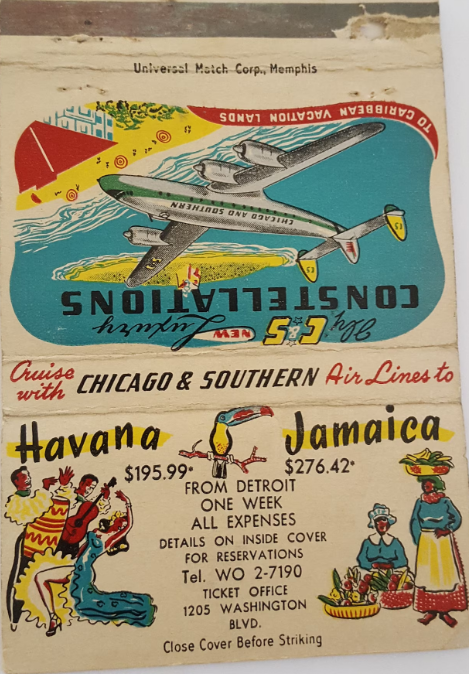 Universal Match Corp., Memphis
Fly C&S NEW Luxury
CONSTELLATIONS
CHICAGO AND SOUTHERN
C&S
C&S
TO CARIBBEAN VACATION LANDS
Cruise with CHICAGO & SOUTHERN Air Lines to
Havana Jamaica
$195.99* $276.42*
FROM DETROIT
ONE WEEK
ALL EXPENSES
DETAILS ON INSIDE COVER
FOR RESERVATIONS
Tel. WO 2-7190
TICKET OFFICE
1205 WASHINGTON
BLVD.
Close Cover Before Striking